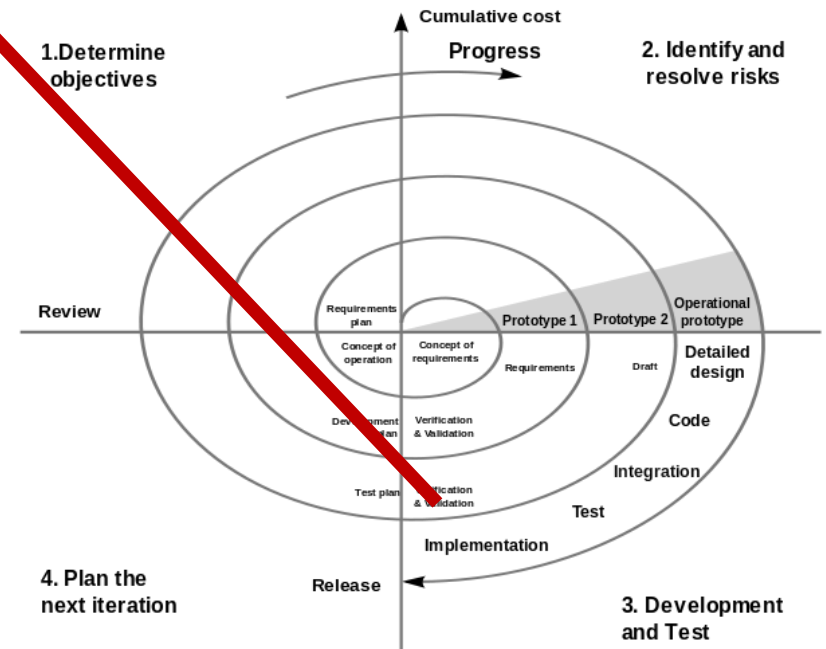 Cumulative cost
Progress
1.Determine
objectives
2. Identify and
resolve risks
Review
Requirements
plan
Prototype 1
Prototype 2
Operational
prototype
Concept of
operation
Concept of
requirements
Requirements
Draft
Detailed
design
Code
Verification
& Validation
Integration
Test plan
&
Test
Implementation
Release
4. Plan the
next iteration
3. Development
and Test